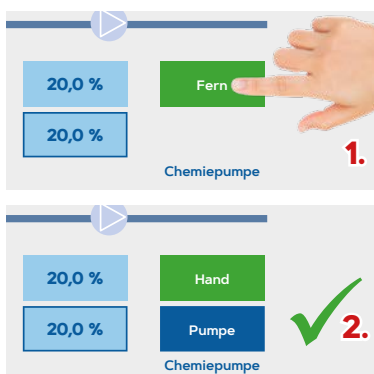 20,0 %
Fern
20,0 %
1.
Chemiepumpe
20,0 %
Hand
20,0 %
Pumpe
2.
Chemiepumpe